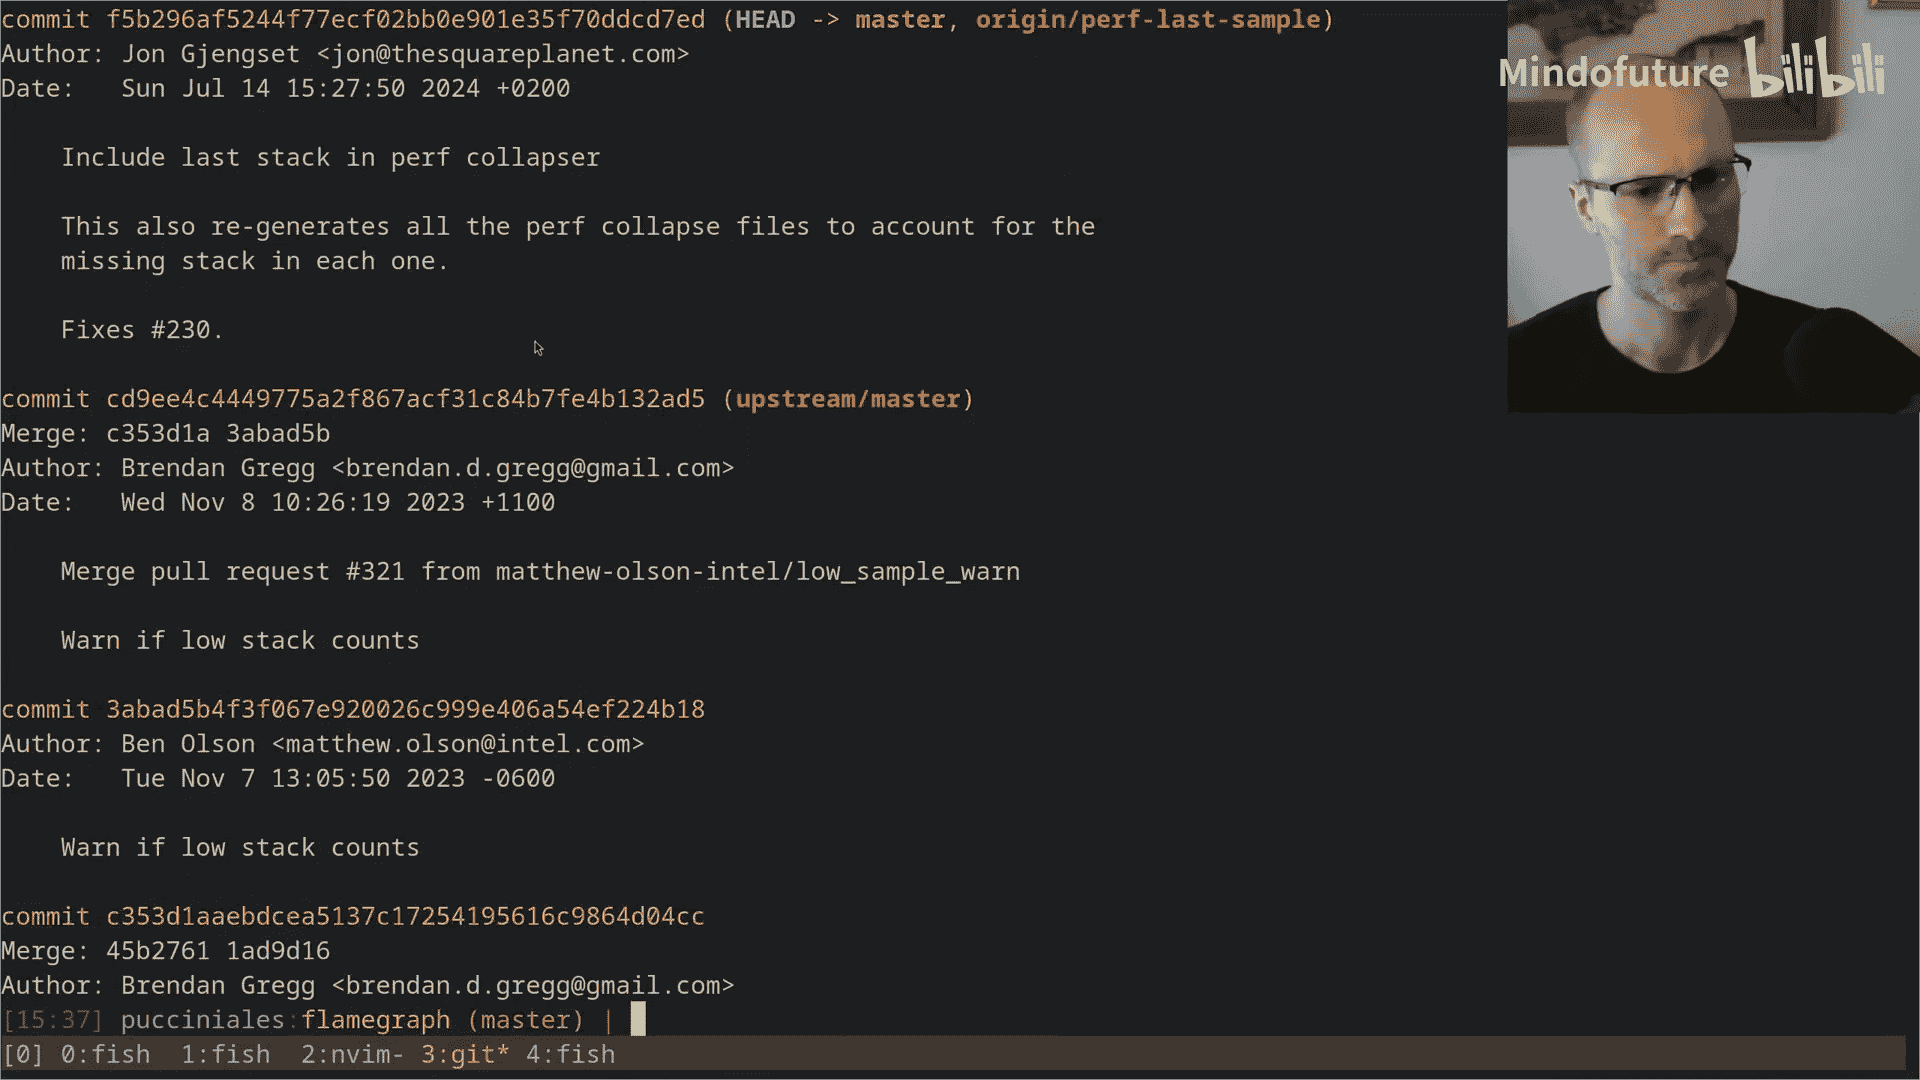 commit f5b296af5244f77ecf02bb0e901e35f70ddcd7ed (HEAD -> master, origin/perf-last-sample)
Author: Jon Gjengset <jon@thesquareplanet.com>
Date:   Sun Jul 14 15:27:50 2024 +0200
Mindofuture bilibili
Include last stack in perf collapser
This also re-generates all the perf collapse files to account for the
missing stack in each one.
Fixes #230.
commit cd9ee4c4449775a2f867acf31c84b7fe4b132ad5 (upstream/master)
Merge: c353d1a 3abad5b
Author: Brendan Gregg <brendan.d.gregg@gmail.com>
Date:   Wed Nov 8 10:26:19 2023 +1100
Merge pull request #321 from matthew-olson-intel/low_sample_warn
Warn if low stack counts
commit 3abad5b4f3f067e920026c999e406a54ef224b18
Author: Ben Olson <matthew.olson@intel.com>
Date:   Tue Nov 7 13:05:50 2023 -0600
Warn if low stack counts
commit c353d1aaebdcea5137c17254195616c9864d04cc
Merge: 45b2761 1ad9d16
Author: Brendan Gregg <brendan.d.gregg@gmail.com>
[15:37] pucciniales:flamegraph (master) |
[0] 0:fish  1:fish  2:nvim- 3:git* 4:fish